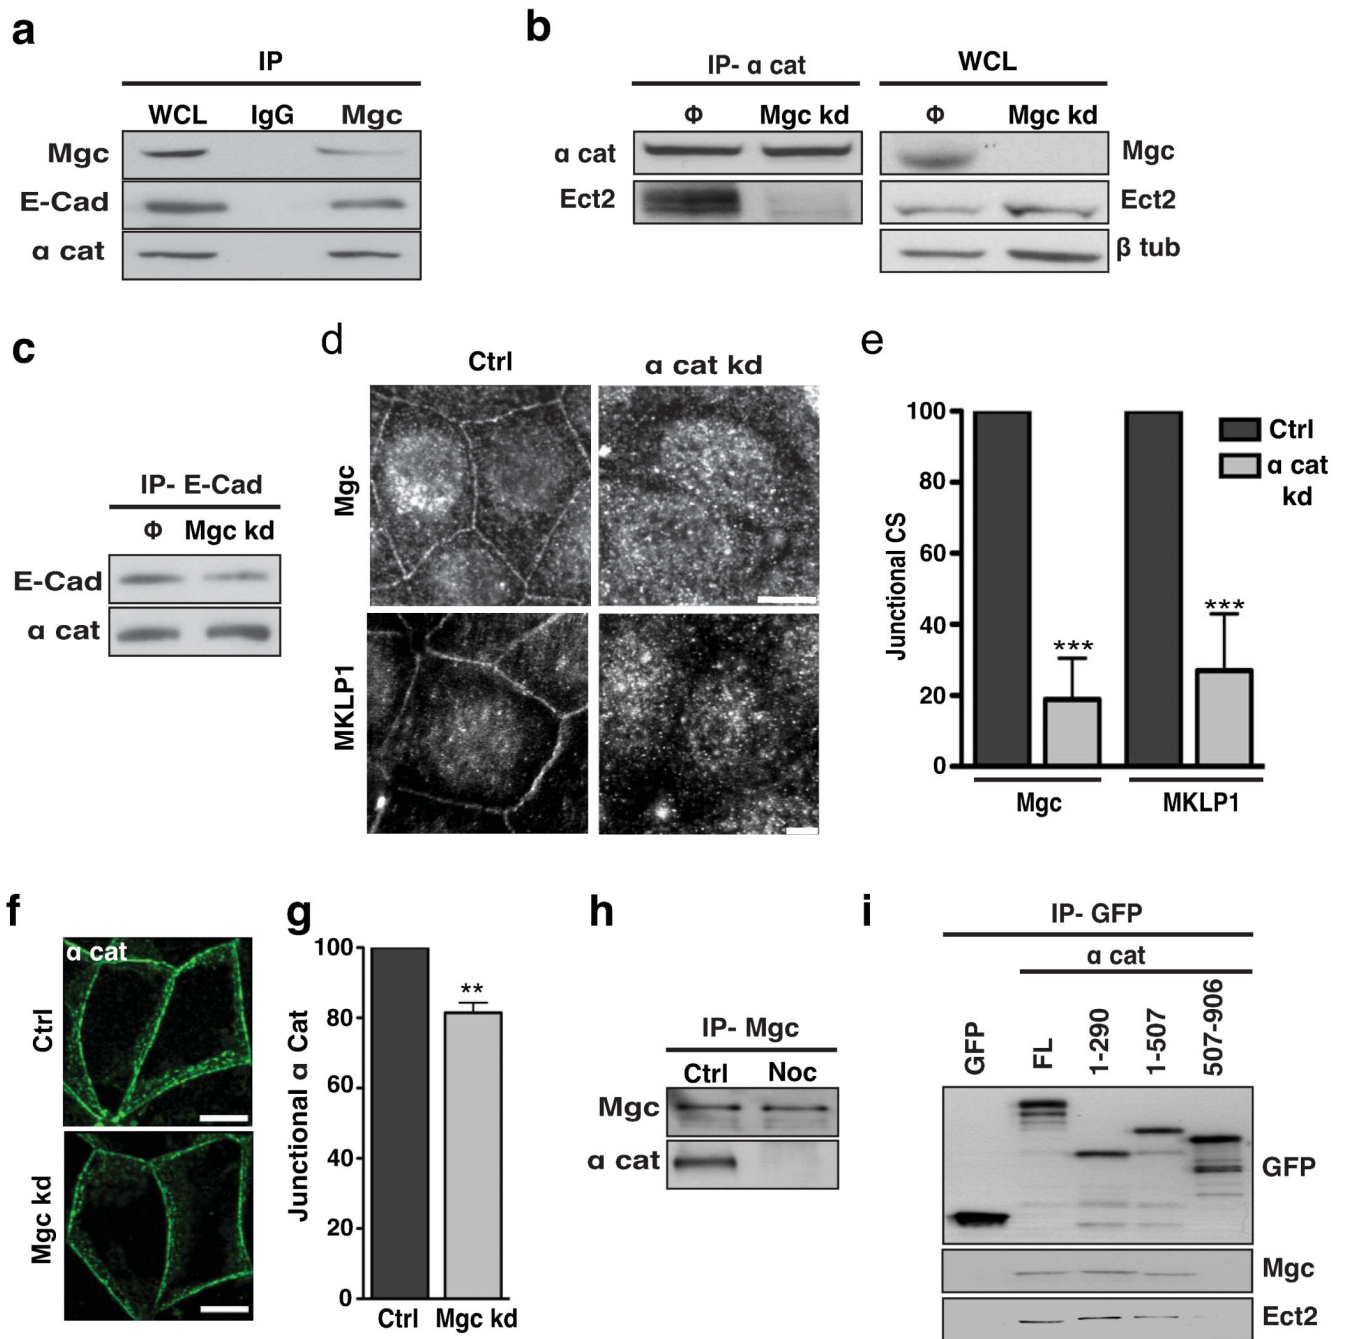 a
IP
WCL IgG Mgc
Mgc
E-Cad
ɑ cat
b
IP- ɑ cat WCL
Φ Mgc kd Φ Mgc kd
ɑ cat Mgc
Ect2 Ect2
β tub
c
IP- E-Cad
Φ Mgc kd
E-Cad
ɑ cat
d
Ctrl ɑ cat kd
Mgc
MKLP1
e
Junctional CS
100
80
60
40
20
0
***
***
Mgc MKLP1
Ctrl
ɑ cat
kd
f
ɑ cat
Ctrl
Mgc kd
g
Junctional ɑ Cat
100
80
60
40
20
0
**
Ctrl Mgc kd
h
IP- Mgc
Ctrl Noc
Mgc
ɑ cat
i
IP- GFP
ɑ cat
GFP FL 1-290 1-507 507-906
GFP
Mgc
Ect2